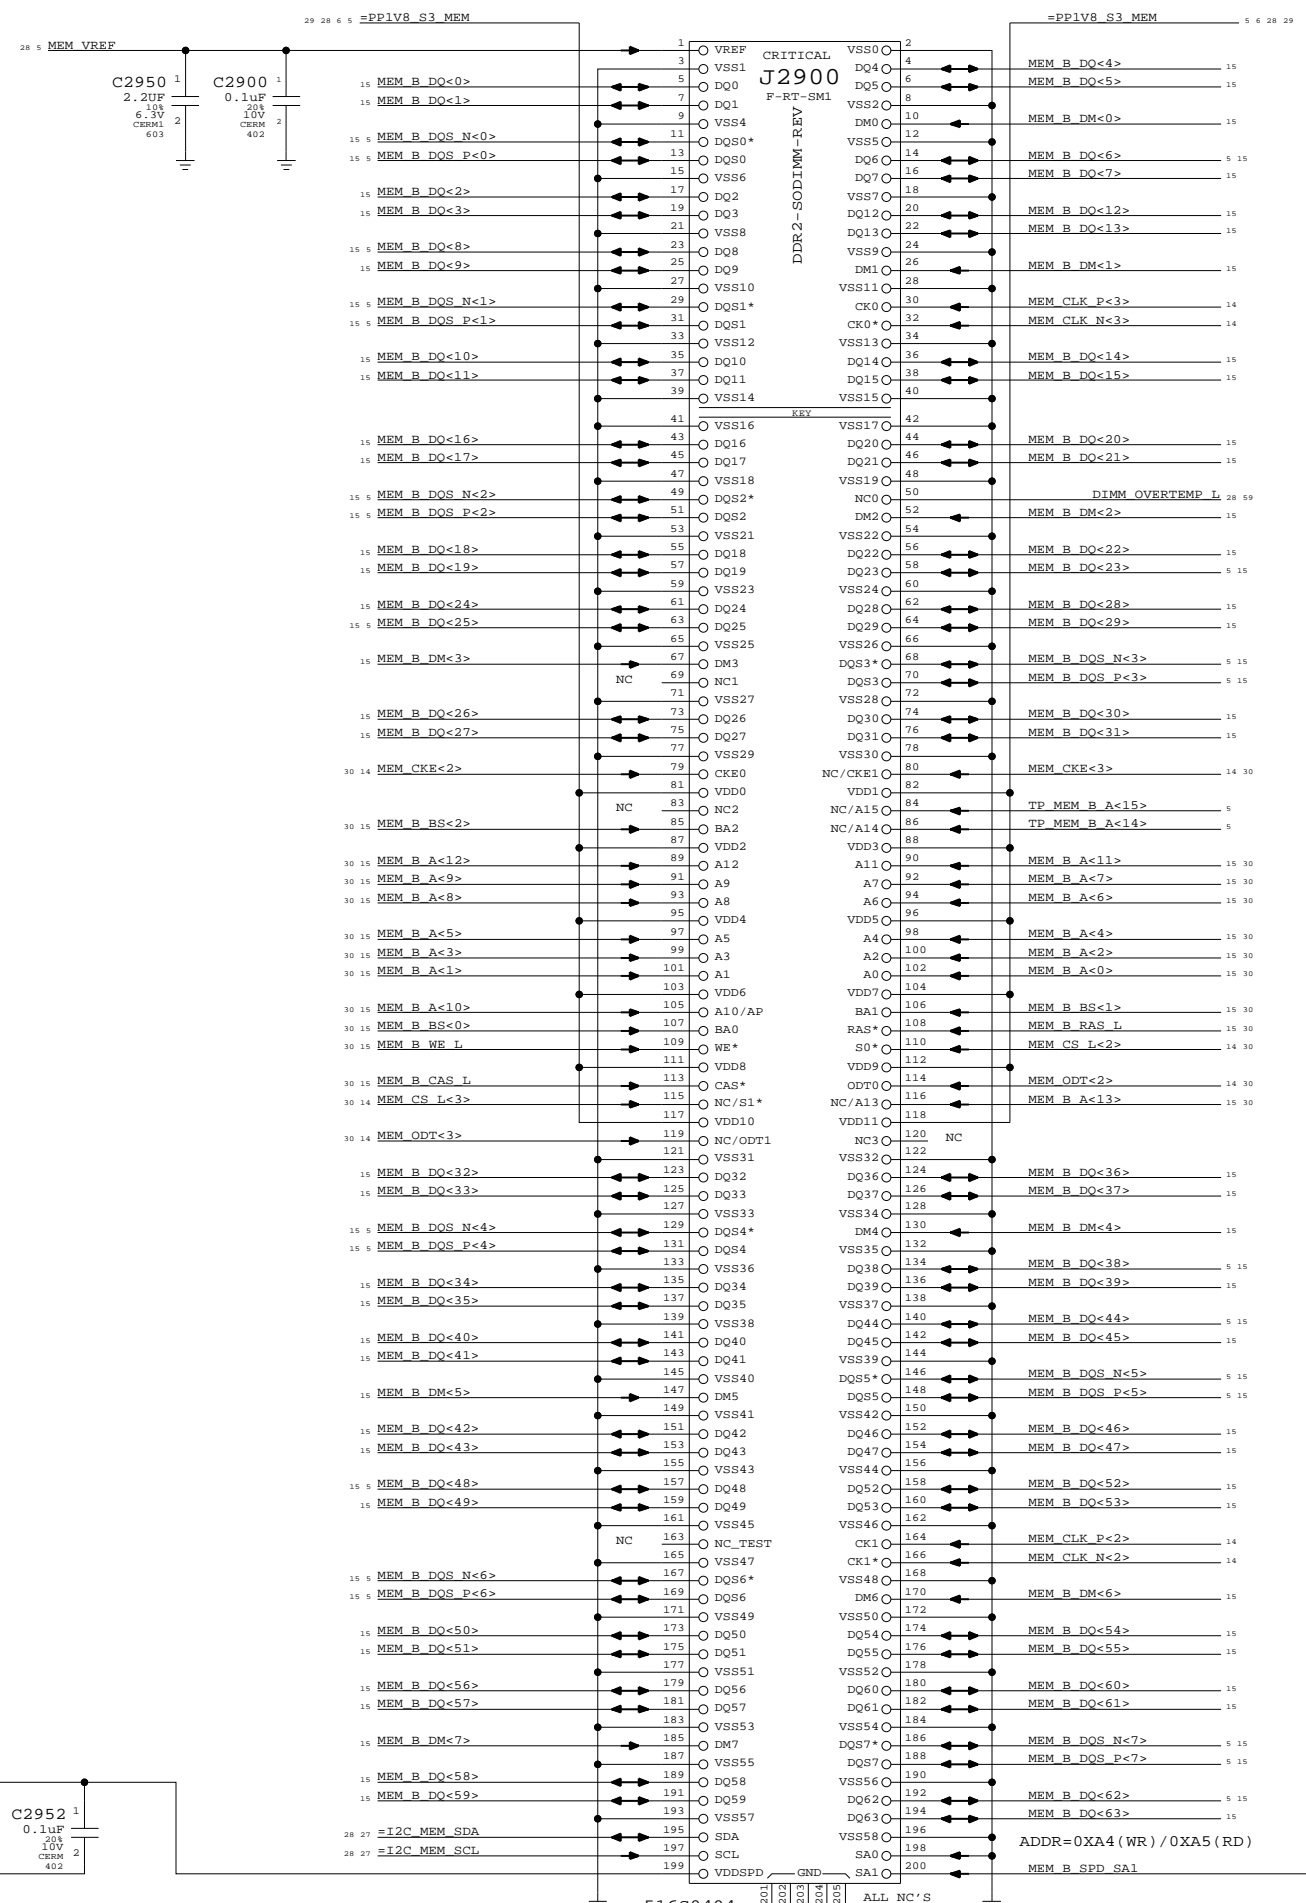 29 28 6 5 =PP1V8_S3_MEM
=PP1V8_S3_MEM 5 6 28 29
28 5 MEM_VREF
C2950 1
2.2UF
10%
6.3V
CERM1
603
2
C2900 1
0.1uF
20%
10V
CERM
402
2
CRITICAL
J2900
F-RT-SM1
DDR2-SODIMM-REV
1 VREF VSS0 2
3 VSS1 DQ4 4 MEM_B_DQ<4> 15
15 MEM_B_DQ<0> 5 DQ0 DQ5 6 MEM_B_DQ<5> 15
15 MEM_B_DQ<1> 7 DQ1 VSS2 8
9 VSS4 DM0 10 MEM_B_DM<0> 15
15 5 MEM_B_DQS_N<0> 11 DQS0* VSS5 12
15 5 MEM_B_DQS_P<0> 13 DQS0 DQ6 14 MEM_B_DQ<6> 5 15
15 VSS6 DQ7 16 MEM_B_DQ<7> 15
15 MEM_B_DQ<2> 17 DQ2 VSS7 18
15 MEM_B_DQ<3> 19 DQ3 DQ12 20 MEM_B_DQ<12> 15
21 VSS8 DQ13 22 MEM_B_DQ<13> 15
15 5 MEM_B_DQ<8> 23 DQ8 VSS9 24
15 MEM_B_DQ<9> 25 DQ9 DM1 26 MEM_B_DM<1> 15
27 VSS10 VSS11 28
15 5 MEM_B_DQS_N<1> 29 DQS1* CK0 30 MEM_CLK_P<3> 14
15 5 MEM_B_DQS_P<1> 31 DQS1 CK0* 32 MEM_CLK_N<3> 14
33 VSS12 VSS13 34
15 MEM_B_DQ<10> 35 DQ10 DQ14 36 MEM_B_DQ<14> 15
15 MEM_B_DQ<11> 37 DQ11 DQ15 38 MEM_B_DQ<15> 15
39 VSS14 VSS15 40
KEY
41 VSS16 VSS17 42
15 MEM_B_DQ<16> 43 DQ16 DQ20 44 MEM_B_DQ<20> 15
15 MEM_B_DQ<17> 45 DQ17 DQ21 46 MEM_B_DQ<21> 15
47 VSS18 VSS19 48
15 5 MEM_B_DQS_N<2> 49 DQS2* NC0 50 DIMM_OVERTEMP_L 28 59
15 5 MEM_B_DQS_P<2> 51 DQS2 DM2 52 MEM_B_DM<2> 15
53 VSS21 VSS22 54
15 MEM_B_DQ<18> 55 DQ18 DQ22 56 MEM_B_DQ<22> 15
15 MEM_B_DQ<19> 57 DQ19 DQ23 58 MEM_B_DQ<23> 5 15
59 VSS23 VSS24 60
15 MEM_B_DQ<24> 61 DQ24 DQ28 62 MEM_B_DQ<28> 15
15 5 MEM_B_DQ<25> 63 DQ25 DQ29 64 MEM_B_DQ<29> 15
65 VSS25 VSS26 66
15 MEM_B_DM<3> 67 DM3 DQS3* 68 MEM_B_DQS_N<3> 5 15
NC 69 NC1 DQS3 70 MEM_B_DQS_P<3> 5 15
71 VSS27 VSS28 72
15 MEM_B_DQ<26> 73 DQ26 DQ30 74 MEM_B_DQ<30> 15
15 MEM_B_DQ<27> 75 DQ27 DQ31 76 MEM_B_DQ<31> 15
77 VSS29 VSS30 78
30 14 MEM_CKE<2> 79 CKE0 NC/CKE1 80 MEM_CKE<3> 14 30
81 VDD0 VDD1 82
NC 83 NC2 NC/A15 84 TP_MEM_B_A<15> 5
30 15 MEM_B_BS<2> 85 BA2 NC/A14 86 TP_MEM_B_A<14> 5
87 VDD2 VDD3 88
30 15 MEM_B_A<12> 89 A12 A11 90 MEM_B_A<11> 15 30
30 15 MEM_B_A<9> 91 A9 A7 92 MEM_B_A<7> 15 30
30 15 MEM_B_A<8> 93 A8 A6 94 MEM_B_A<6> 15 30
95 VDD4 VDD5 96
30 15 MEM_B_A<5> 97 A5 A4 98 MEM_B_A<4> 15 30
30 15 MEM_B_A<3> 99 A3 A2 100 MEM_B_A<2> 15 30
30 15 MEM_B_A<1> 101 A1 A0 102 MEM_B_A<0> 15 30
103 VDD6 VDD7 104
30 15 MEM_B_A<10> 105 A10/AP BA1 106 MEM_B_BS<1> 15 30
30 15 MEM_B_BS<0> 107 BA0 RAS* 108 MEM_B_RAS_L 15 30
30 15 MEM_B_WE_L 109 WE* S0* 110 MEM_CS_L<2> 14 30
111 VDD8 VDD9 112
30 15 MEM_B_CAS_L 113 CAS* ODT0 114 MEM_ODT<2> 14 30
30 14 MEM_CS_L<3> 115 NC/S1* NC/A13 116 MEM_B_A<13> 15 30
117 VDD10 VDD11 118
30 14 MEM_ODT<3> 119 NC/ODT1 NC3 120 NC
121 VSS31 VSS32 122
15 MEM_B_DQ<32> 123 DQ32 DQ36 124 MEM_B_DQ<36> 15
15 MEM_B_DQ<33> 125 DQ33 DQ37 126 MEM_B_DQ<37> 15
127 VSS33 VSS34 128
15 5 MEM_B_DQS_N<4> 129 DQS4* DM4 130 MEM_B_DM<4> 15
15 5 MEM_B_DQS_P<4> 131 DQS4 VSS35 132
133 VSS36 DQ38 134 MEM_B_DQ<38> 5 15
15 MEM_B_DQ<34> 135 DQ34 DQ39 136 MEM_B_DQ<39> 15
15 MEM_B_DQ<35> 137 DQ35 VSS37 138
139 VSS38 DQ44 140 MEM_B_DQ<44> 5 15
15 MEM_B_DQ<40> 141 DQ40 DQ45 142 MEM_B_DQ<45> 15
15 MEM_B_DQ<41> 143 DQ41 VSS39 144
145 VSS40 DQS5* 146 MEM_B_DQS_N<5> 5 15
15 MEM_B_DM<5> 147 DM5 DQS5 148 MEM_B_DQS_P<5> 5 15
149 VSS41 VSS42 150
15 MEM_B_DQ<42> 151 DQ42 DQ46 152 MEM_B_DQ<46> 15
15 MEM_B_DQ<43> 153 DQ43 DQ47 154 MEM_B_DQ<47> 15
155 VSS43 VSS44 156
15 5 MEM_B_DQ<48> 157 DQ48 DQ52 158 MEM_B_DQ<52> 15
15 MEM_B_DQ<49> 159 DQ49 DQ53 160 MEM_B_DQ<53> 15
161 VSS45 VSS46 162
NC 163 NC_TEST CK1 164 MEM_CLK_P<2> 14
165 VSS47 CK1* 166 MEM_CLK_N<2> 14
15 5 MEM_B_DQS_N<6> 167 DQS6* VSS48 168
15 5 MEM_B_DQS_P<6> 169 DQS6 DM6 170 MEM_B_DM<6> 15
171 VSS49 VSS50 172
15 MEM_B_DQ<50> 173 DQ50 DQ54 174 MEM_B_DQ<54> 15
15 MEM_B_DQ<51> 175 DQ51 DQ55 176 MEM_B_DQ<55> 15
177 VSS51 VSS52 178
15 MEM_B_DQ<56> 179 DQ56 DQ60 180 MEM_B_DQ<60> 15
15 MEM_B_DQ<57> 181 DQ57 DQ61 182 MEM_B_DQ<61> 15
183 VSS53 VSS54 184
15 MEM_B_DM<7> 185 DM7 DQS7* 186 MEM_B_DQS_N<7> 5 15
187 VSS55 DQS7 188 MEM_B_DQS_P<7> 5 15
15 MEM_B_DQ<58> 189 DQ58 VSS56 190
15 MEM_B_DQ<59> 191 DQ59 DQ62 192 MEM_B_DQ<62> 5 15
193 VSS57 DQ63 194 MEM_B_DQ<63> 15
28 27 =I2C_MEM_SDA 195 SDA VSS58 196 ADDR=0XA4(WR)/0XA5(RD)
28 27 =I2C_MEM_SCL 197 SCL SA0 198
199 VDDSPD GND SA1 200 MEM_B_SPD_SA1
C2952 1
0.1uF
20%
10V
CERM
402
2
201
202
203
204
205
ALL NC'S
516S0404